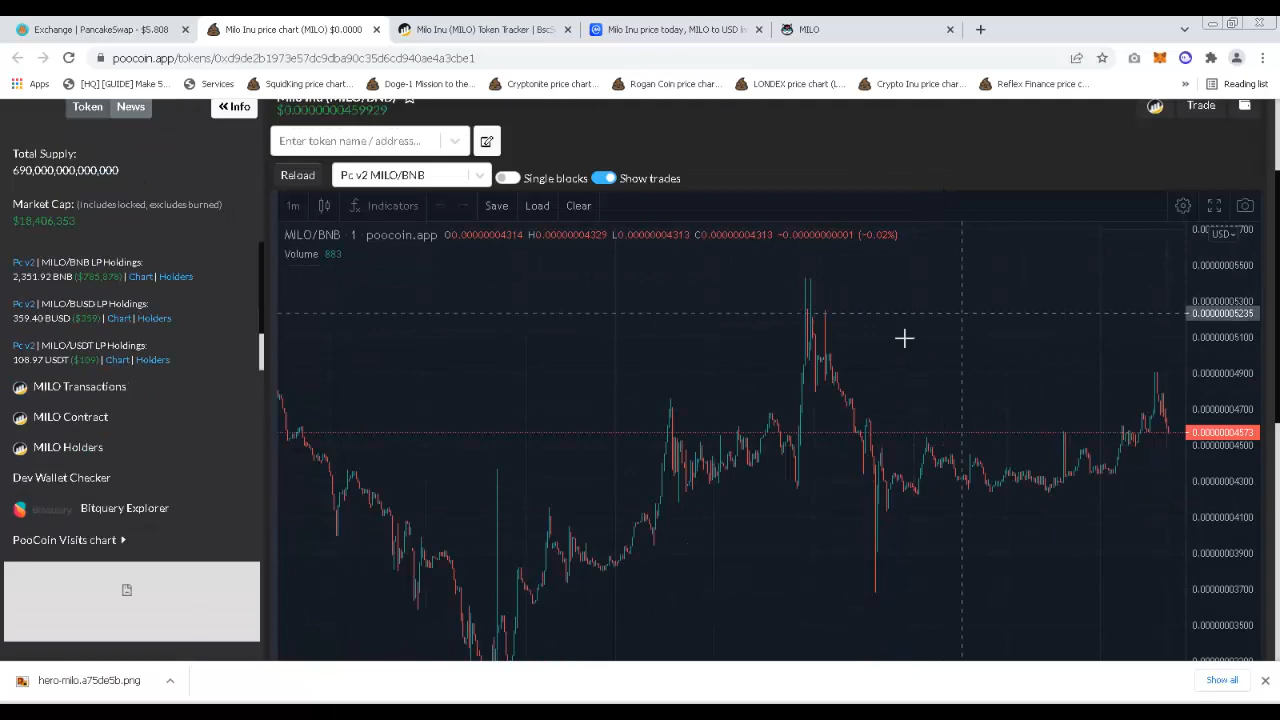 Exchange | PancakeSwap - $5.808
Milo Inu price chart (MILO) $0.0000
Milo Inu (MILO) Token Tracker | BscS
Milo Inu price today, MILO to USD li
MILO
poocoin.app/tokens/0xd9de2b1973e57dc9dba90c35d6cd940ae4a3cbe1
Apps
[HQ] [GUIDE] Make 5...
Services
SquidKing price char...
Doge-1 Mission to the...
Cryptonite price chart...
Rogan Coin price char...
LONDEX price chart (L...
Crypto Inu price char...
Reflex Finance price c...
»
Reading list
Token
News
« Info
Milo Inu (MILO/BNB)
$0.0000000459929
Trade
Enter token name / address...
Total Supply:
690,000,000,000,000
Reload
Pc v2 MILO/BNB
Single blocks
Show trades
Market Cap: (Includes locked, excludes burned)
$18,406,353
1m
Indicators
Save
Load
Clear
MILO/BNB · 1 · poocoin.app O0.00000004314 H0.00000004329 L0.00000004313 C0.00000004313 -0.00000000001 (-0.02%)
USD
Volume 883
Pc v2 | MILO/BNB LP Holdings:
2,351.92 BNB ($785,878) | Chart | Holders
Pc v2 | MILO/BUSD LP Holdings:
359.40 BUSD ($359) | Chart | Holders
Pc v2 | MILO/USDT LP Holdings:
108.97 USDT ($109) | Chart | Holders
MILO Transactions
MILO Contract
MILO Holders
Dev Wallet Checker
Bitquery Bitquery Explorer
PooCoin Visits chart
0.00000005500
0.00000005300
0.00000005235
0.00000005100
0.00000004900
0.00000004700
0.00000004573
0.00000004500
0.00000004300
0.00000004100
0.00000003900
0.00000003700
0.00000003500
hero-milo.a75de5b.png
Show all